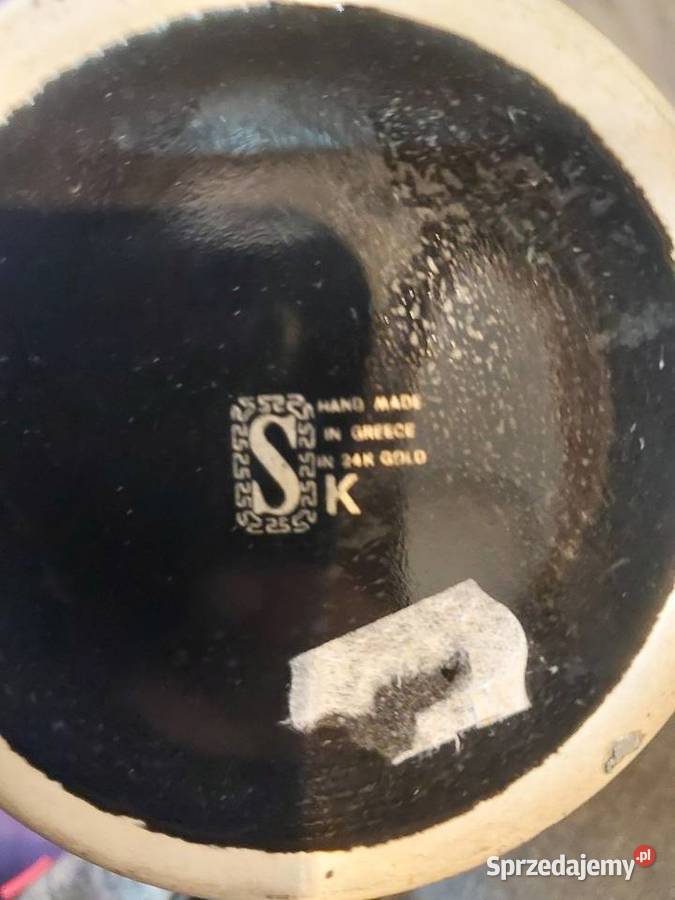 HAND MADE
IN GREECE
IN 24K GOLD
S K
Sprzedajemy.pl